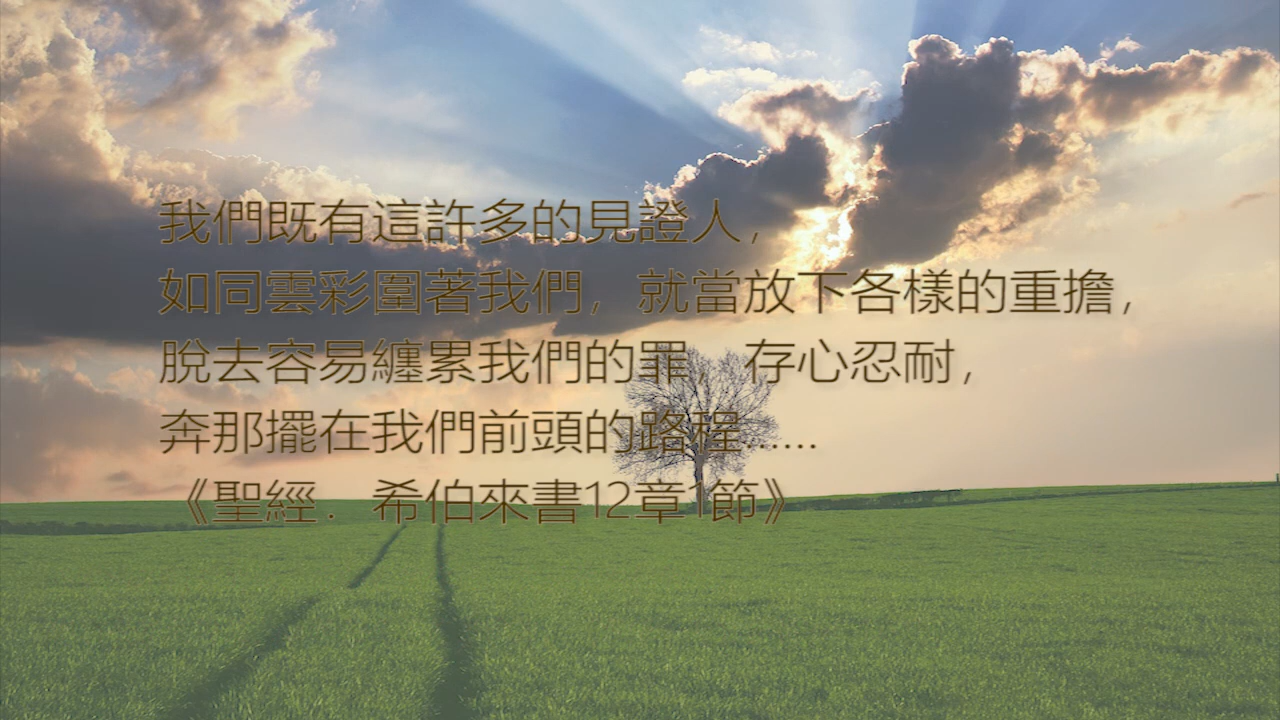 我們既有這許多的見證人，
如同雲彩圍著我們，就當放下各樣的重擔，
脫去容易纏累我們的罪，存心忍耐，
奔那擺在我們前頭的路程……
《聖經．希伯來書12章1節》